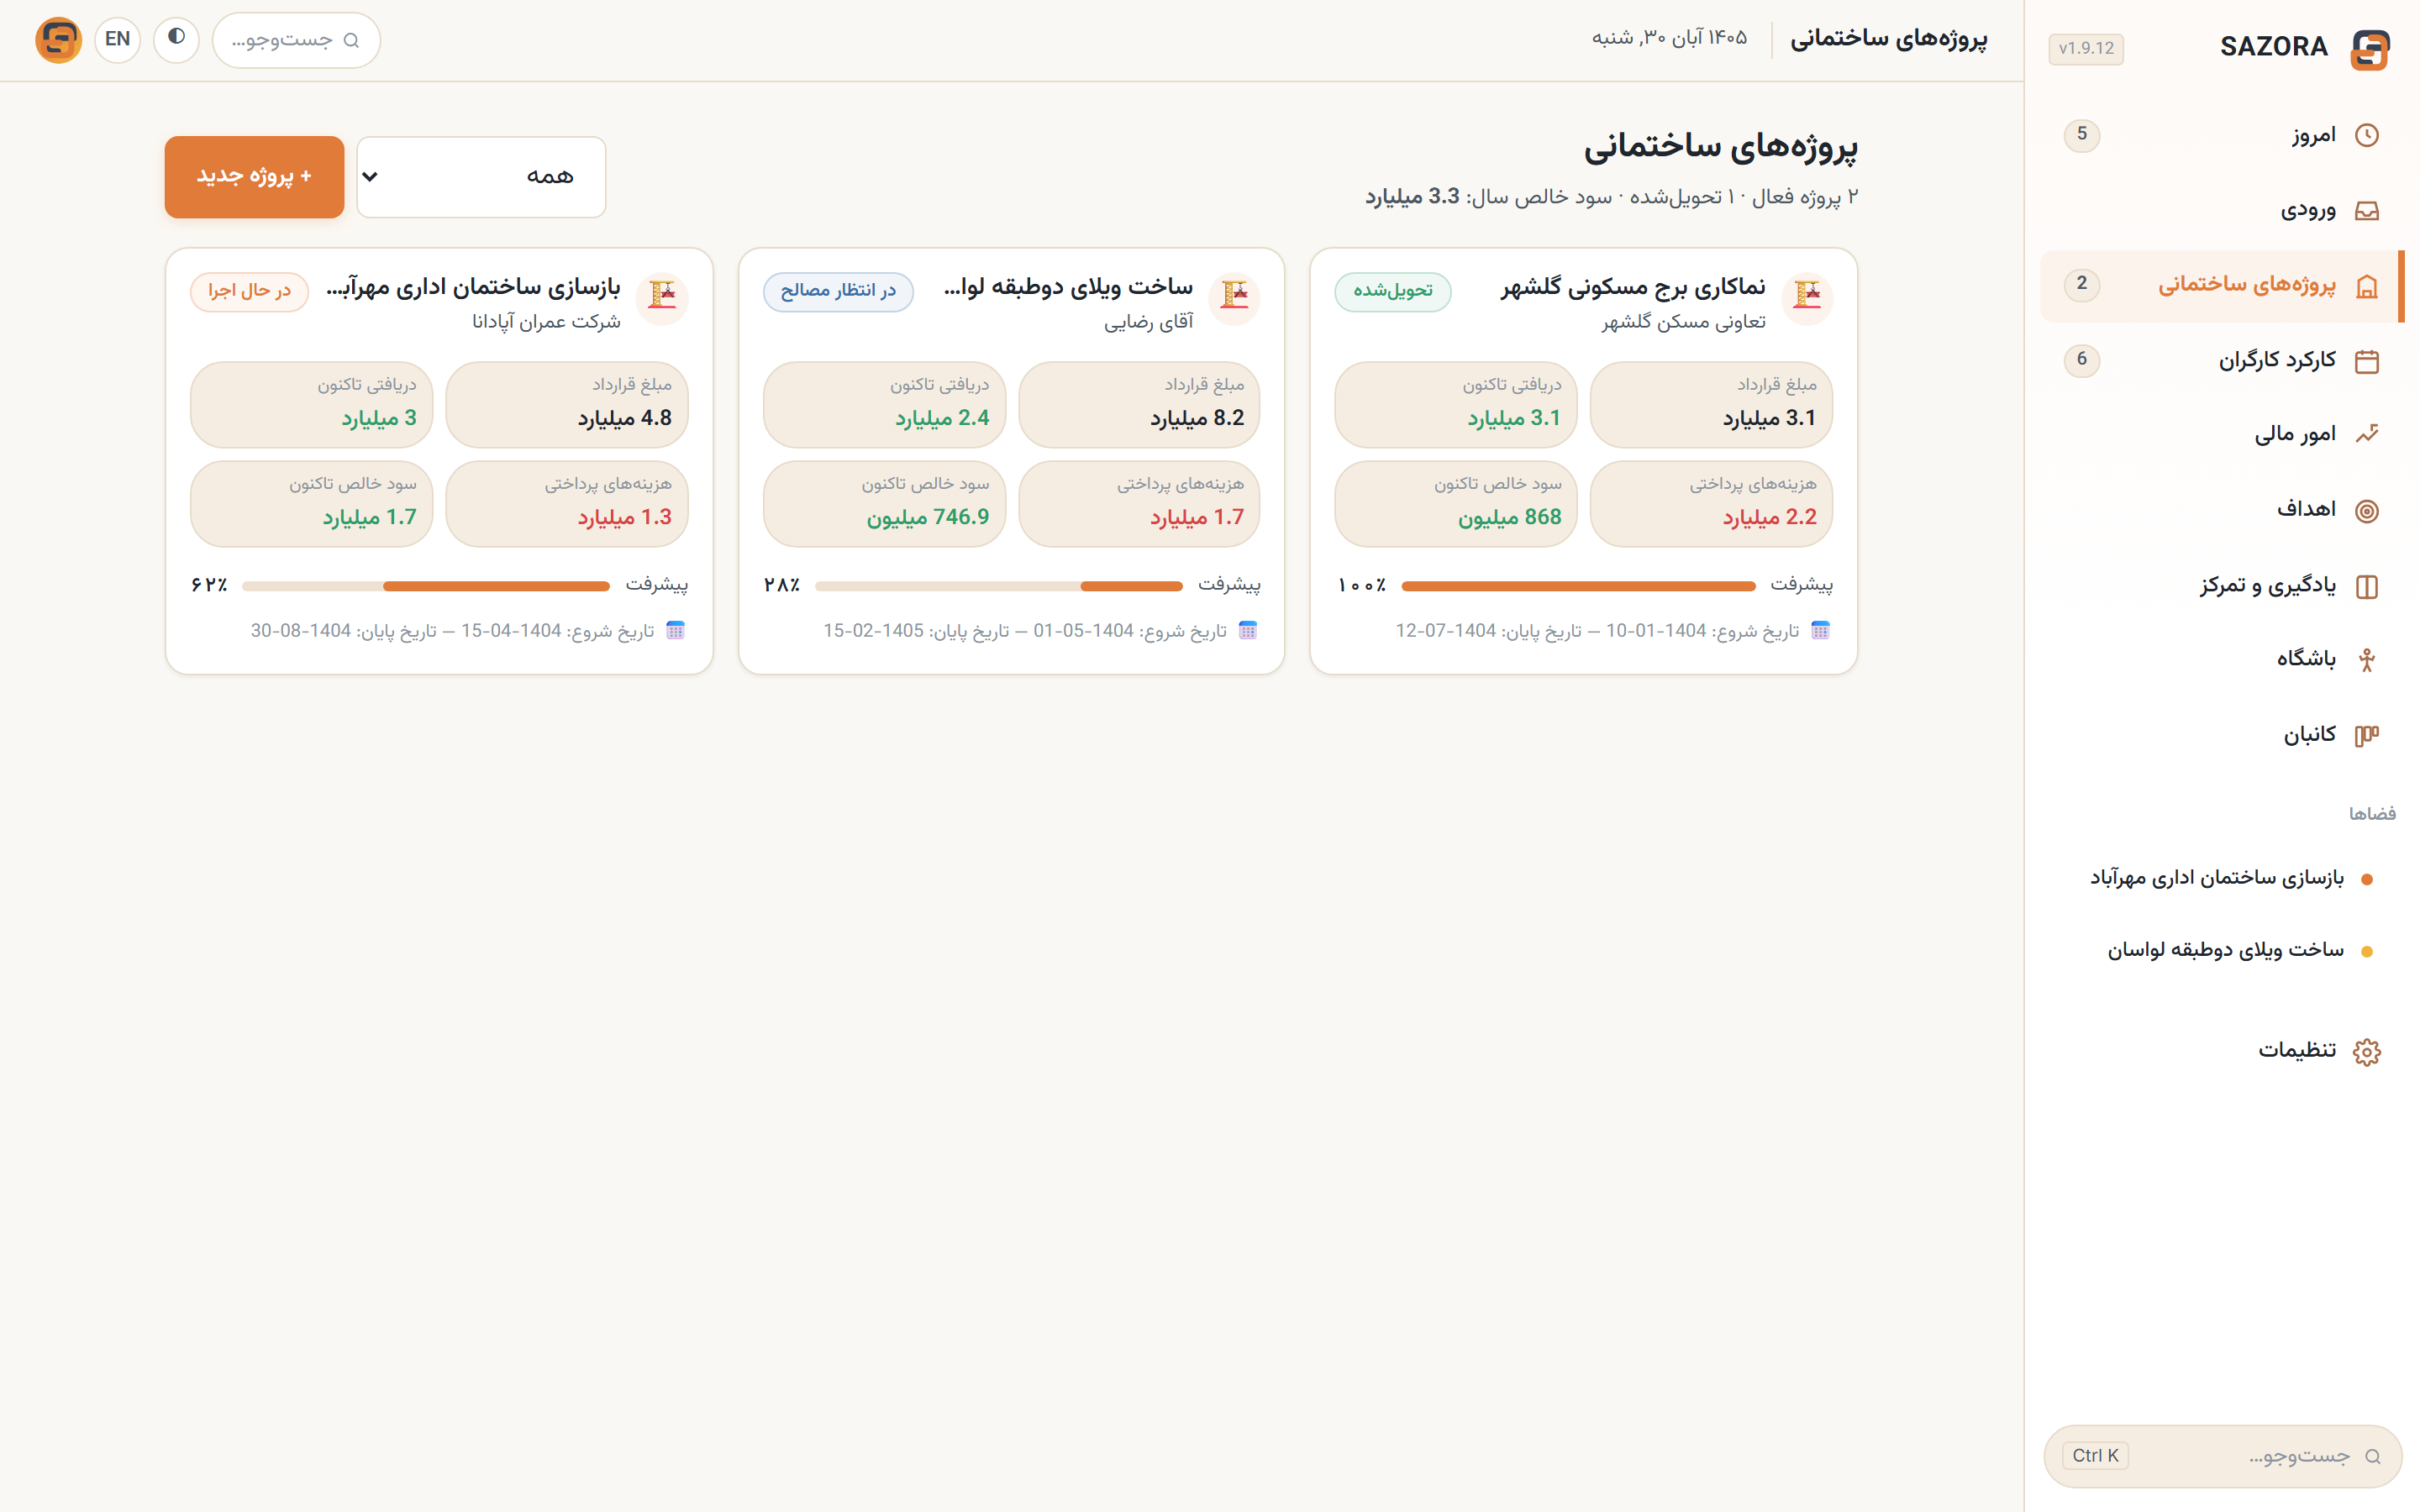 SAZORA
v1.9.12
امروز
5
ورودی
پروژه‌های ساختمانی
2
کارکرد کارگران
6
امور مالی
اهداف
یادگیری و تمرکز
باشگاه
کانبان
فضاها
بازسازی ساختمان اداری مهرآباد
ساخت ویلای دوطبقه لواسان
تنظیمات
جست‌وجو...
Ctrl K
پروژه‌های ساختمانی
۱۴۰۵ آبان ۳۰, شنبه
جست‌وجو...
EN
پروژه‌های ساختمانی
۲ پروژه فعال · ۱ تحویل‌شده · سود خالص سال: 3.3 میلیارد
همه
+ پروژه جدید
نماکاری برج مسکونی گلشهر
تحویل‌شده
تعاونی مسکن گلشهر
مبلغ قرارداد
3.1 میلیارد
دریافتی تاکنون
3.1 میلیارد
هزینه‌های پرداختی
2.2 میلیارد
سود خالص تاکنون
868 میلیون
پیشرفت
۱۰۰٪
تاریخ شروع: 1404-01-10 — تاریخ پایان: 1404-07-12
ساخت ویلای دوطبقه لوا...
در انتظار مصالح
آقای رضایی
مبلغ قرارداد
8.2 میلیارد
دریافتی تاکنون
2.4 میلیارد
هزینه‌های پرداختی
1.7 میلیارد
سود خالص تاکنون
746.9 میلیون
پیشرفت
۲۸٪
تاریخ شروع: 1404-05-01 — تاریخ پایان: 1405-02-15
بازسازی ساختمان اداری مهرآبـ...
در حال اجرا
شرکت عمران آپادانا
مبلغ قرارداد
4.8 میلیارد
دریافتی تاکنون
3 میلیارد
هزینه‌های پرداختی
1.3 میلیارد
سود خالص تاکنون
1.7 میلیارد
پیشرفت
۶۲٪
تاریخ شروع: 1404-04-15 — تاریخ پایان: 1404-08-30